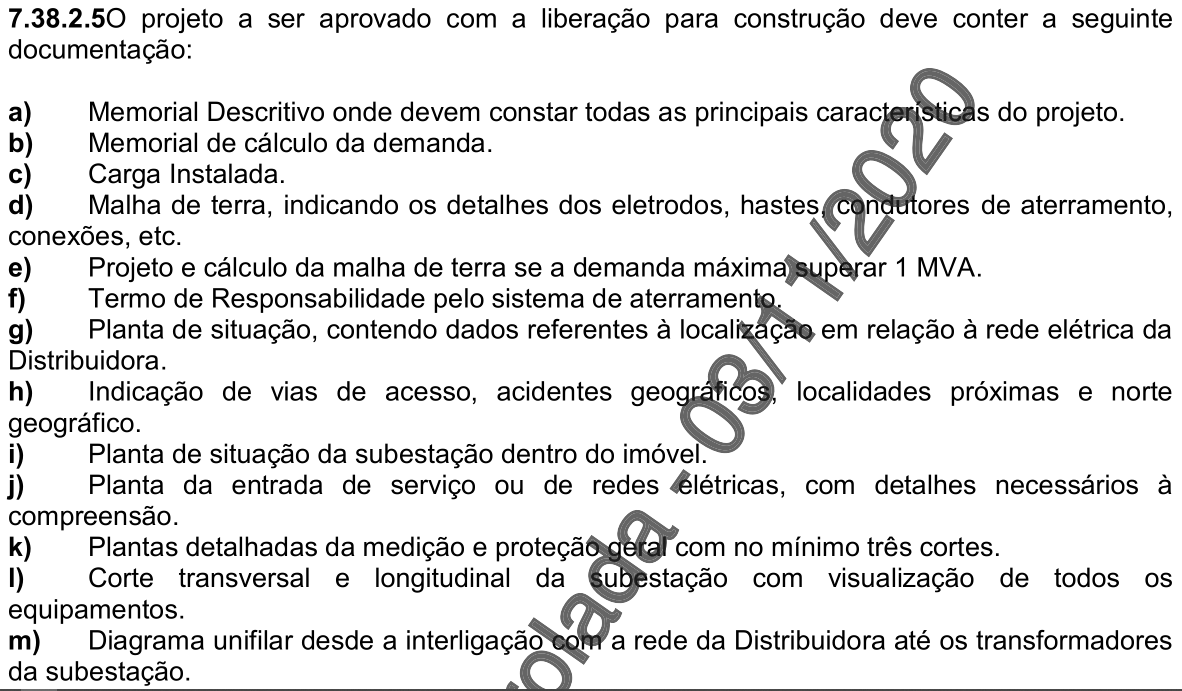 7.38.2.5O projeto a ser aprovado com a liberação para construção deve conter a seguinte
documentação:
a) Memorial Descritivo onde devem constar todas as principais características do projeto.
b) Memorial de cálculo da demanda.
c) Carga Instalada.
d) Malha de terra, indicando os detalhes dos eletrodos, hastes, condutores de aterramento,
conexões, etc.
e) Projeto e cálculo da malha de terra se a demanda máxima superar 1 MVA.
f) Termo de Responsabilidade pelo sistema de aterramento.
g) Planta de situação, contendo dados referentes à localização em relação à rede elétrica da
Distribuidora.
h) Indicação de vias de acesso, acidentes geográficos, localidades próximas e norte
geográfico.
i) Planta de situação da subestação dentro do imóvel.
j) Planta da entrada de serviço ou de redes elétricas, com detalhes necessários à
compreensão.
k) Plantas detalhadas da medição e proteção geral com no mínimo três cortes.
l) Corte transversal e longitudinal da subestação com visualização de todos os
equipamentos.
m) Diagrama unifilar desde a interligação com a rede da Distribuidora até os transformadores
da subestação.
olada - 03/11/2020